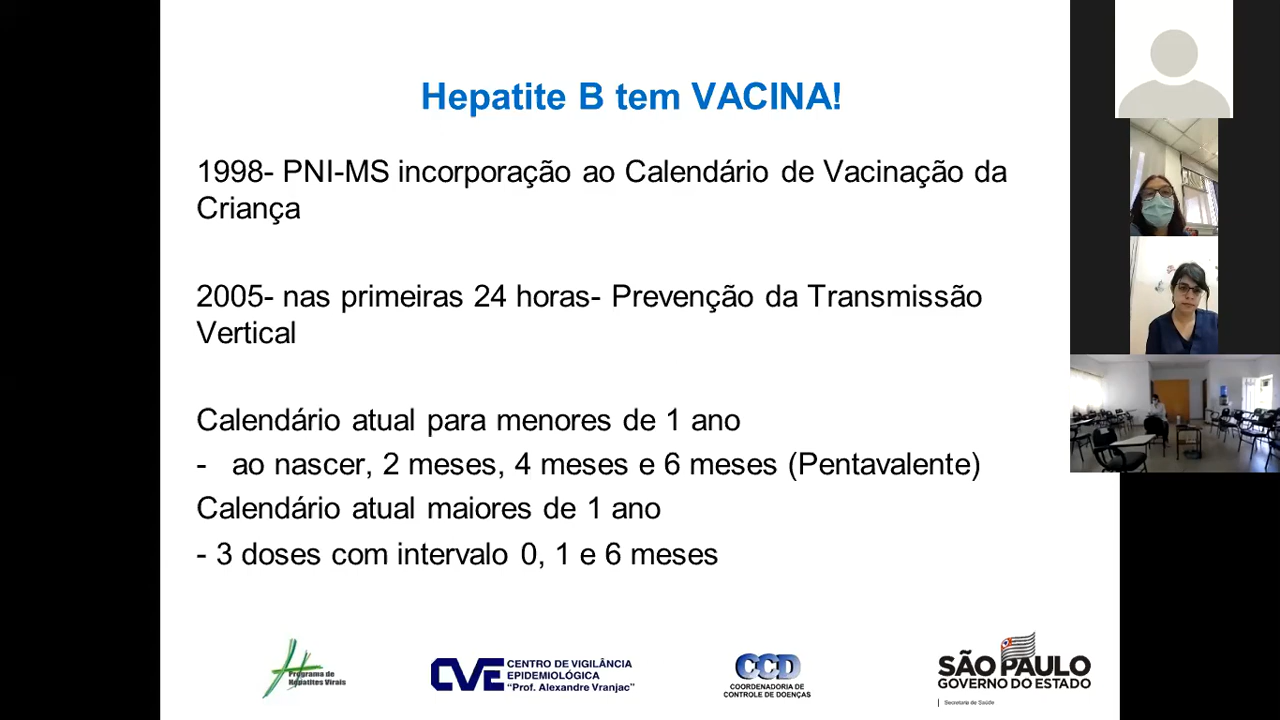 Hepatite B tem VACINA!
1998- PNI-MS incorporação ao Calendário de Vacinação da
Criança
2005- nas primeiras 24 horas- Prevenção da Transmissão
Vertical
Calendário atual para menores de 1 ano
- ao nascer, 2 meses, 4 meses e 6 meses (Pentavalente)
Calendário atual maiores de 1 ano
- 3 doses com intervalo 0, 1 e 6 meses
Programa de
Hepatites Virais
CVE
CENTRO DE VIGILÂNCIA
EPIDEMIOLÓGICA
“Prof. Alexandre Vranjac”
CCD
COORDENADORIA DE
CONTROLE DE DOENÇAS
SÃO PAULO
GOVERNO DO ESTADO
Secretaria de Saúde